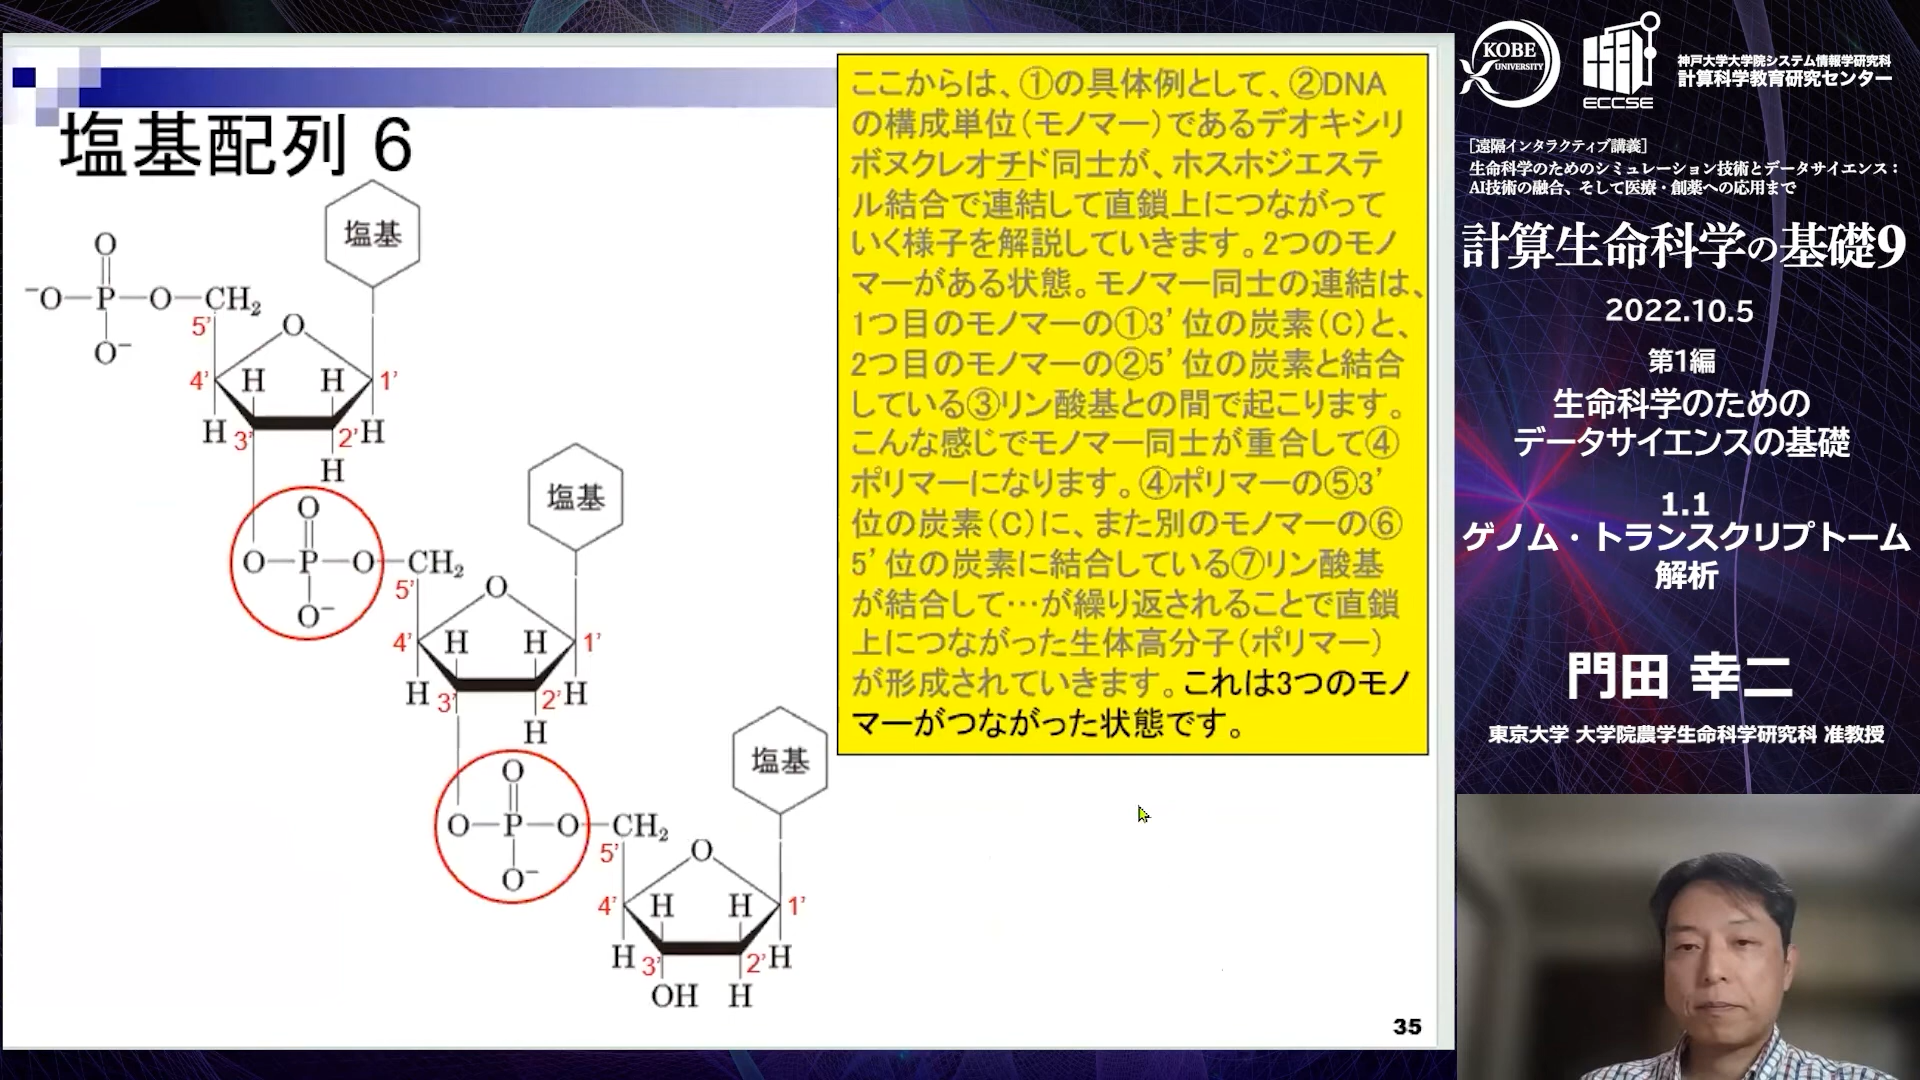 塩基配列 6
塩基
O
⁻O—P—O—CH₂
5'
O
O⁻
4' H H 1'
H 3' 2' H
H
O
塩基
O—P—O—CH₂
5'
O
O⁻
4' H H 1'
H 3' 2' H
H
O
塩基
O—P—O—CH₂
5'
O
O⁻
4' H H 1'
H 3' 2' H
OH H
ここからは、①の具体例として、②DNA
の構成単位（モノマー）であるデオキシリ
ボヌクレオチド同士が、ホスホジエステ
ル結合で連結して直鎖上につながって
いく様子を解説していきます。2つのモノ
マーがある状態。モノマー同士の連結は、
1つ目のモノマーの①3’位の炭素（C）と、
2つ目のモノマーの②5’位の炭素と結合
している③リン酸基との間で起こります。
こんな感じでモノマー同士が重合して④
ポリマーになります。④ポリマーの⑤3’
位の炭素（C）に、また別のモノマーの⑥
5’位の炭素に結合している⑦リン酸基
が結合して…が繰り返されることで直鎖
上につながった生体高分子（ポリマー）
が形成されていきます。これは3つのモノ
マーがつながった状態です。
35
KOBE
UNIVERSITY
ECCSE
神戸大学大学院システム情報学研究科
計算科学教育研究センター
［遠隔インタラクティブ講義］
生命科学のためのシミュレーション技術とデータサイエンス：
AI技術の融合、そして医療・創薬への応用まで
計算生命科学の基礎9
2022.10.5
第1編
生命科学のための
データサイエンスの基礎
1.1
ゲノム・トランスクリプトーム
解析
門田 幸二
東京大学 大学院農学生命科学研究科 准教授